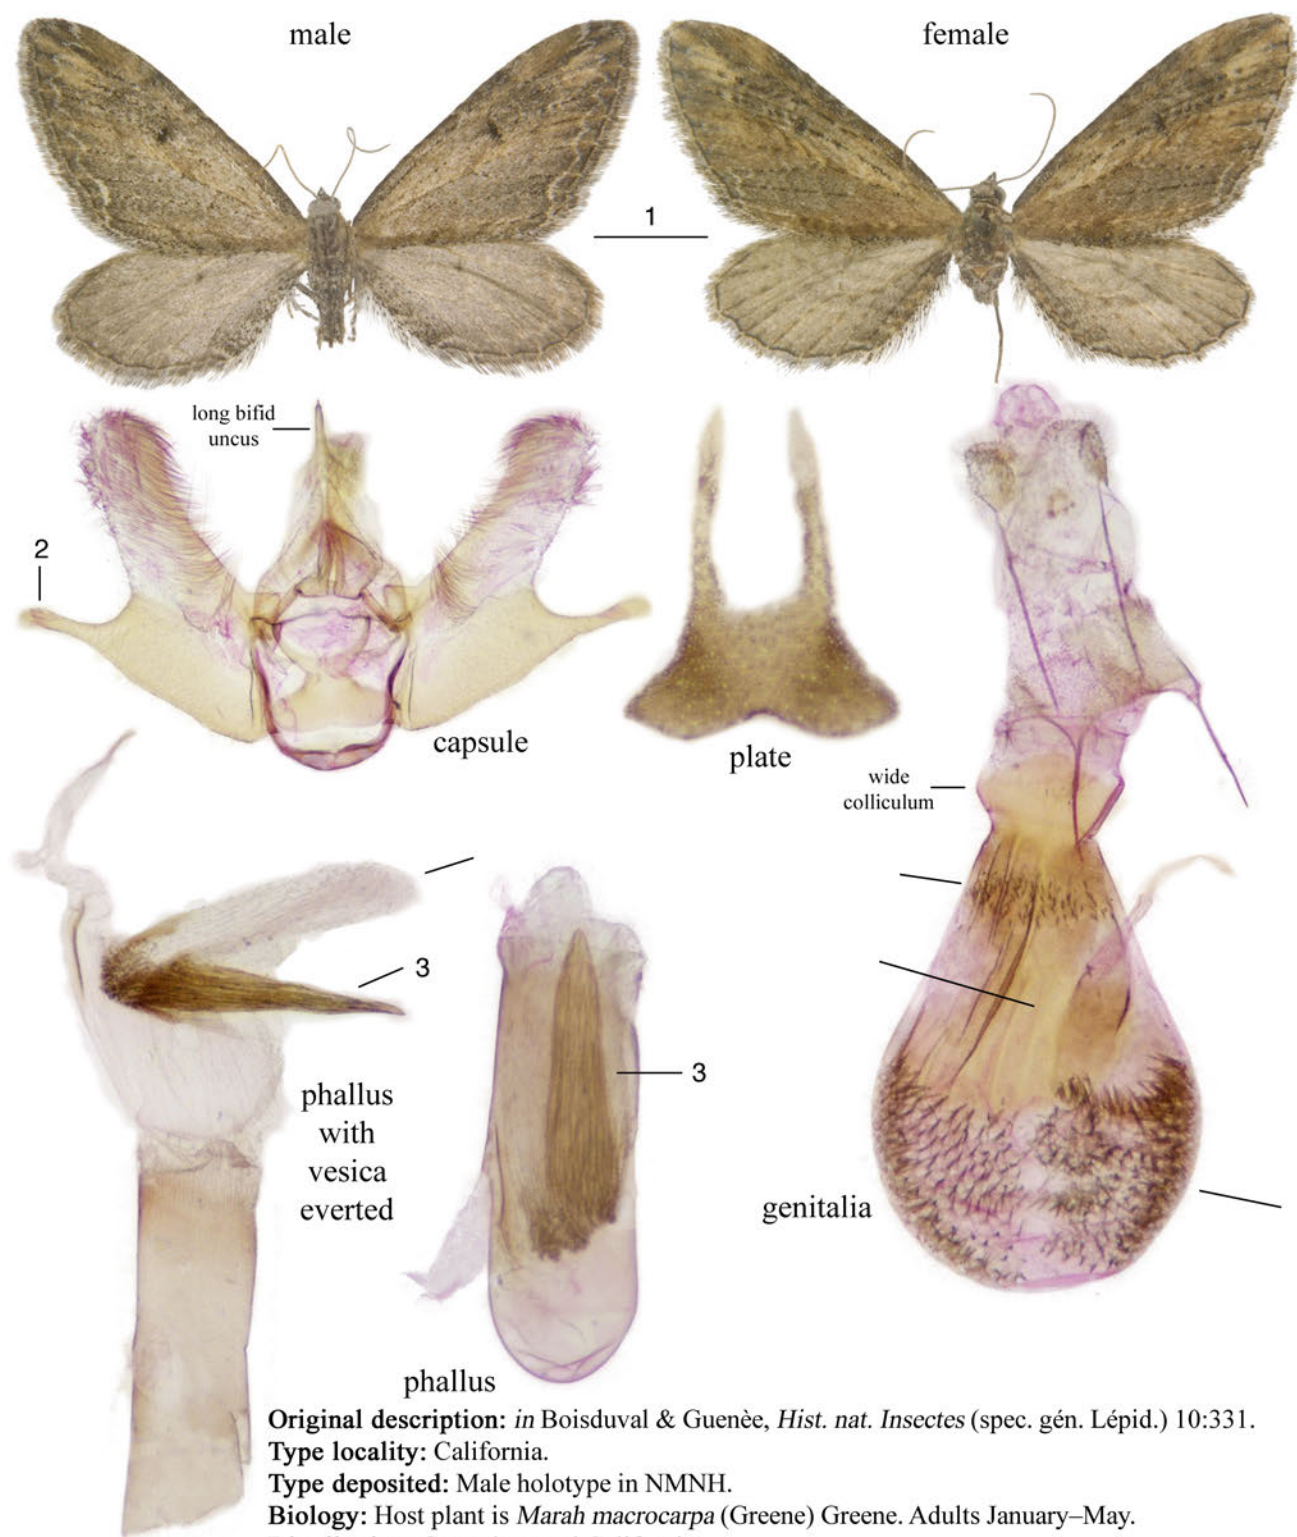 male
female
1
long bifid
uncus
2
capsule
plate
wide
colliculum
3
phallus
with
vesica
everted
3
genitalia
phallus
Original description: in Boisduval & Guenèe, Hist. nat. Insectes (spec. gén. Lépid.) 10:331.
Type locality: California.
Type deposited: Male holotype in NMNH.
Biology: Host plant is Marah macrocarpa (Greene) Greene. Adults January–May.